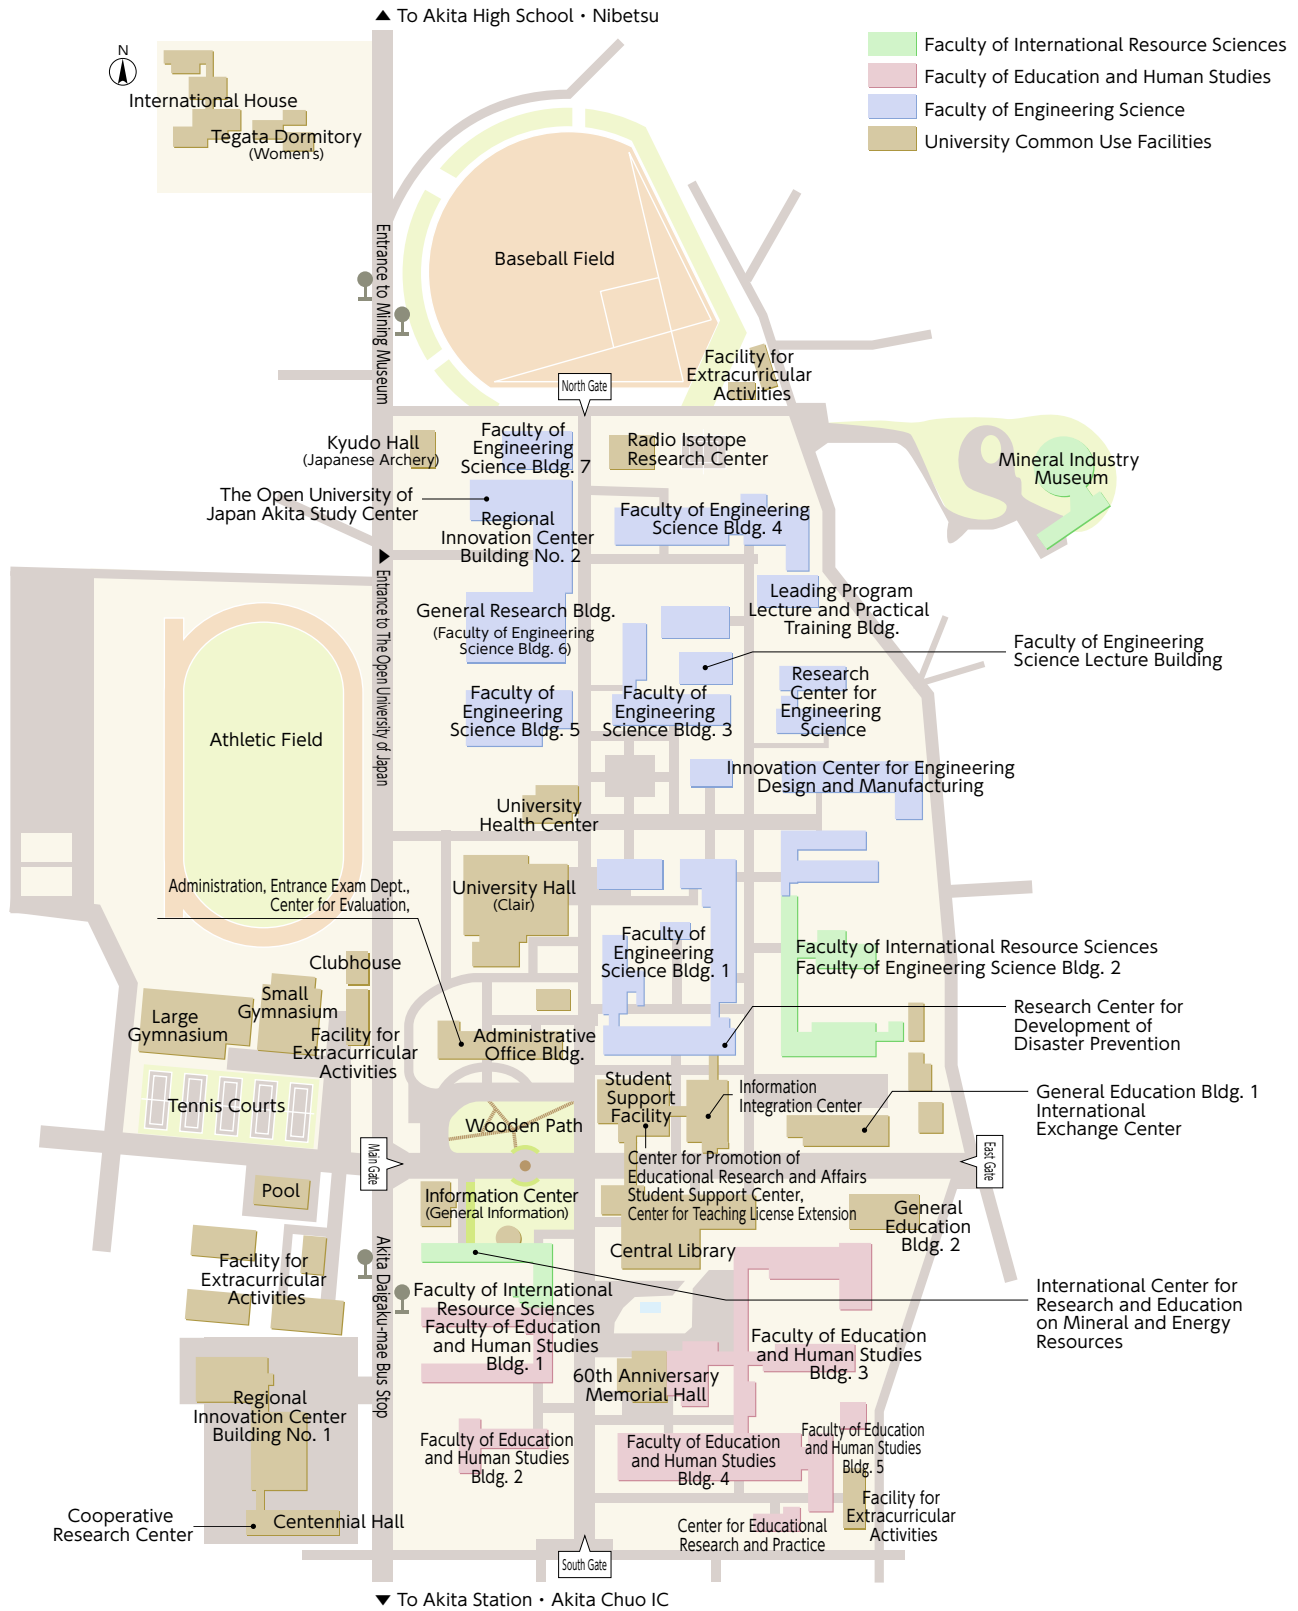 To Akita High School・Nibetsu
N
Faculty of International Resource Sciences
Faculty of Education and Human Studies
Faculty of Engineering Science
University Common Use Facilities
International House
Tegata Dormitory
(Women's)
Entrance to Mining Museum
Baseball Field
Facility for
Extracurricular
Activities
North Gate
Kyudo Hall
(Japanese Archery)
Faculty of
Engineering
Science Bldg. 7
Radio Isotope
Research Center
Mineral Industry
Museum
The Open University of
Japan Akita Study Center
Regional
Innovation Center
Building No. 2
Faculty of Engineering
Science Bldg. 4
Entrance to The Open University of Japan
General Research Bldg.
(Faculty of Engineering
Science Bldg. 6)
Leading Program
Lecture and Practical
Training Bldg.
Faculty of Engineering
Science Lecture Building
Faculty of
Engineering
Science Bldg. 5
Faculty of
Engineering
Science Bldg. 3
Research
Center for
Engineering
Science
Athletic Field
Innovation Center for Engineering
Design and Manufacturing
University
Health Center
Administration, Entrance Exam Dept.,
Center for Evaluation,
University Hall
(Clair)
Faculty of
Engineering
Science Bldg. 1
Faculty of International Resource Sciences
Faculty of Engineering Science Bldg. 2
Clubhouse
Small
Gymnasium
Large
Gymnasium
Facility for
Extracurricular
Activities
Administrative
Office Bldg.
Research Center for
Development of
Disaster Prevention
Student
Support
Facility
Information
Integration Center
General Education Bldg. 1
International
Exchange Center
Tennis Courts
Wooden Path
Main Gate
East Gate
Center for Promotion of
Educational Research and Affairs
Student Support Center,
Center for Teaching License Extension
Pool
Information Center
(General Information)
General
Education
Bldg. 2
Central Library
Facility for
Extracurricular
Activities
Akita Daigaku-mae Bus Stop
Faculty of International
Resource Sciences
Faculty of Education
and Human Studies
Bldg. 1
International Center for
Research and Education
on Mineral and Energy
Resources
Faculty of Education
and Human Studies
Bldg. 3
60th Anniversary
Memorial Hall
Regional
Innovation Center
Building No. 1
Faculty of Education
and Human Studies
Bldg. 2
Faculty of Education
and Human Studies
Bldg. 4
Faculty of Education
and Human Studies
Bldg. 5
Cooperative
Research Center
Centennial Hall
Facility for
Extracurricular
Activities
Center for Educational
Research and Practice
South Gate
To Akita Station・Akita Chuo IC